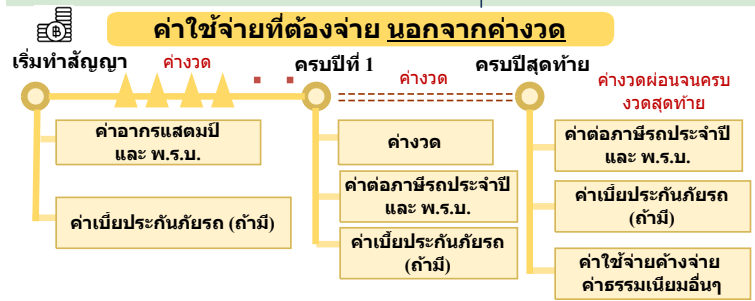 ค่าใช้จ่ายที่ต้องจ่าย นอกจากค่างวด
เริ่มทำสัญญา
ค่างวด
ครบปีที่ 1
ค่างวด
ครบปีสุดท้าย
ค่างวดผ่อนจนครบ
งวดสุดท้าย
ค่าอากรแสตมป์
และ พ.ร.บ.
ค่าเบี้ยประกันภัยรถ (ถ้ามี)
ค่างวด
ค่าต่อภาษีรถประจำปี
และ พ.ร.บ.
ค่าเบี้ยประกันภัยรถ
(ถ้ามี)
ค่าต่อภาษีรถประจำปี
และ พ.ร.บ.
ค่าเบี้ยประกันภัยรถ
(ถ้ามี)
ค่าใช้จ่ายค้างจ่าย
ค่าธรรมเนียมอื่นๆ